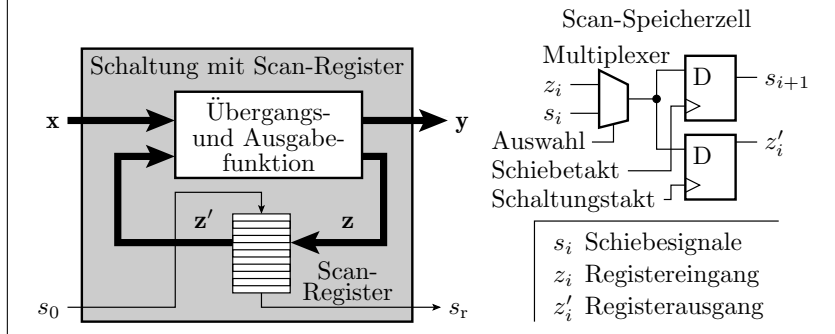 Scan-Speicherzell
Schaltung mit Scan-Register
Multiplexer
x
Übergangs-
und Ausgabe-
funktion
y
z_i
s_i
D
s_{i+1}
Auswahl
Schiebetakt
D
z'_i
Schaltungstakt
z'
z
Scan-
Register
s_0
s_r
s_i Schiebesignale
z_i Registereingang
z'_i Registerausgang